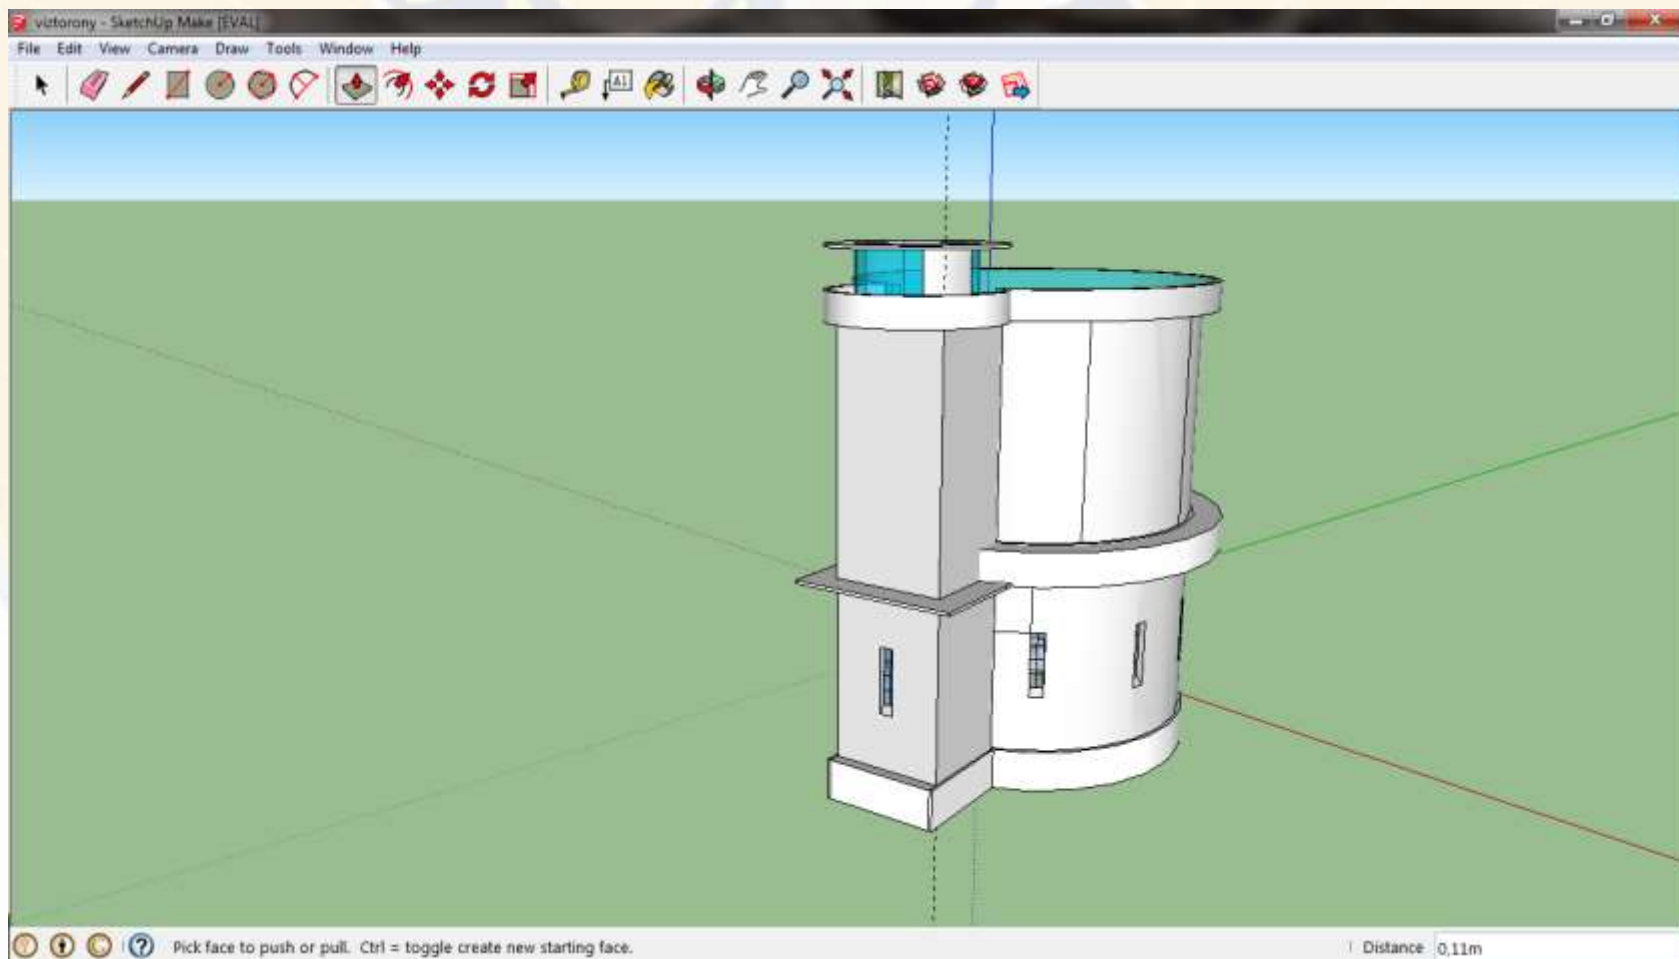 viztorony - SketchUp Make [EVAL]
File Edit View Camera Draw Tools Window Help
A1
Pick face to push or pull. Ctrl = toggle create new starting face.
Distance 0,11m